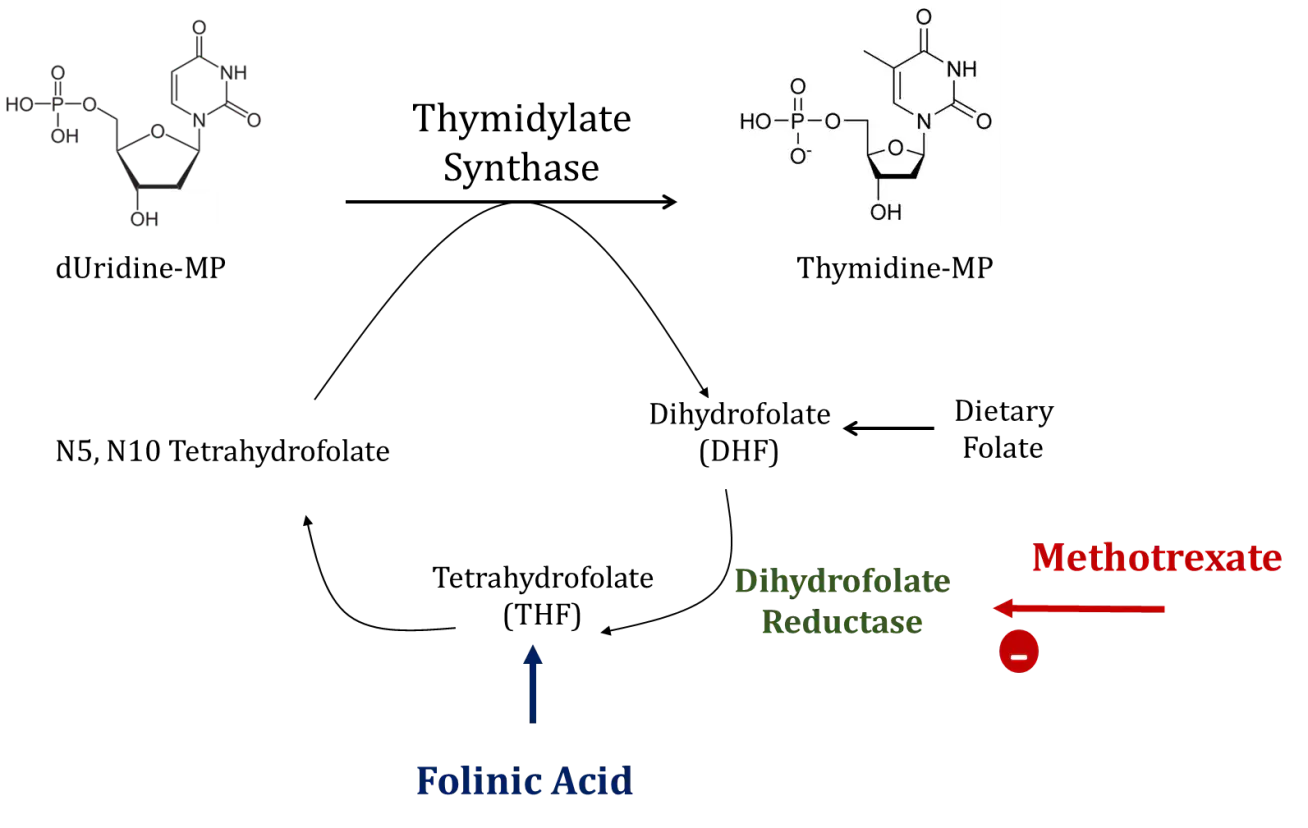 O
NH
O
N
O
HO
P
O
OH
O
OH
dUridine-MP
Thymidylate
Synthase
O
NH
O
N
O
HO
P
O
O-
O
OH
Thymidine-MP
N5, N10 Tetrahydrofolate
Dihydrofolate
(DHF)
Dietary
Folate
Tetrahydrofolate
(THF)
Dihydrofolate
Reductase
Methotrexate
–
Folinic Acid